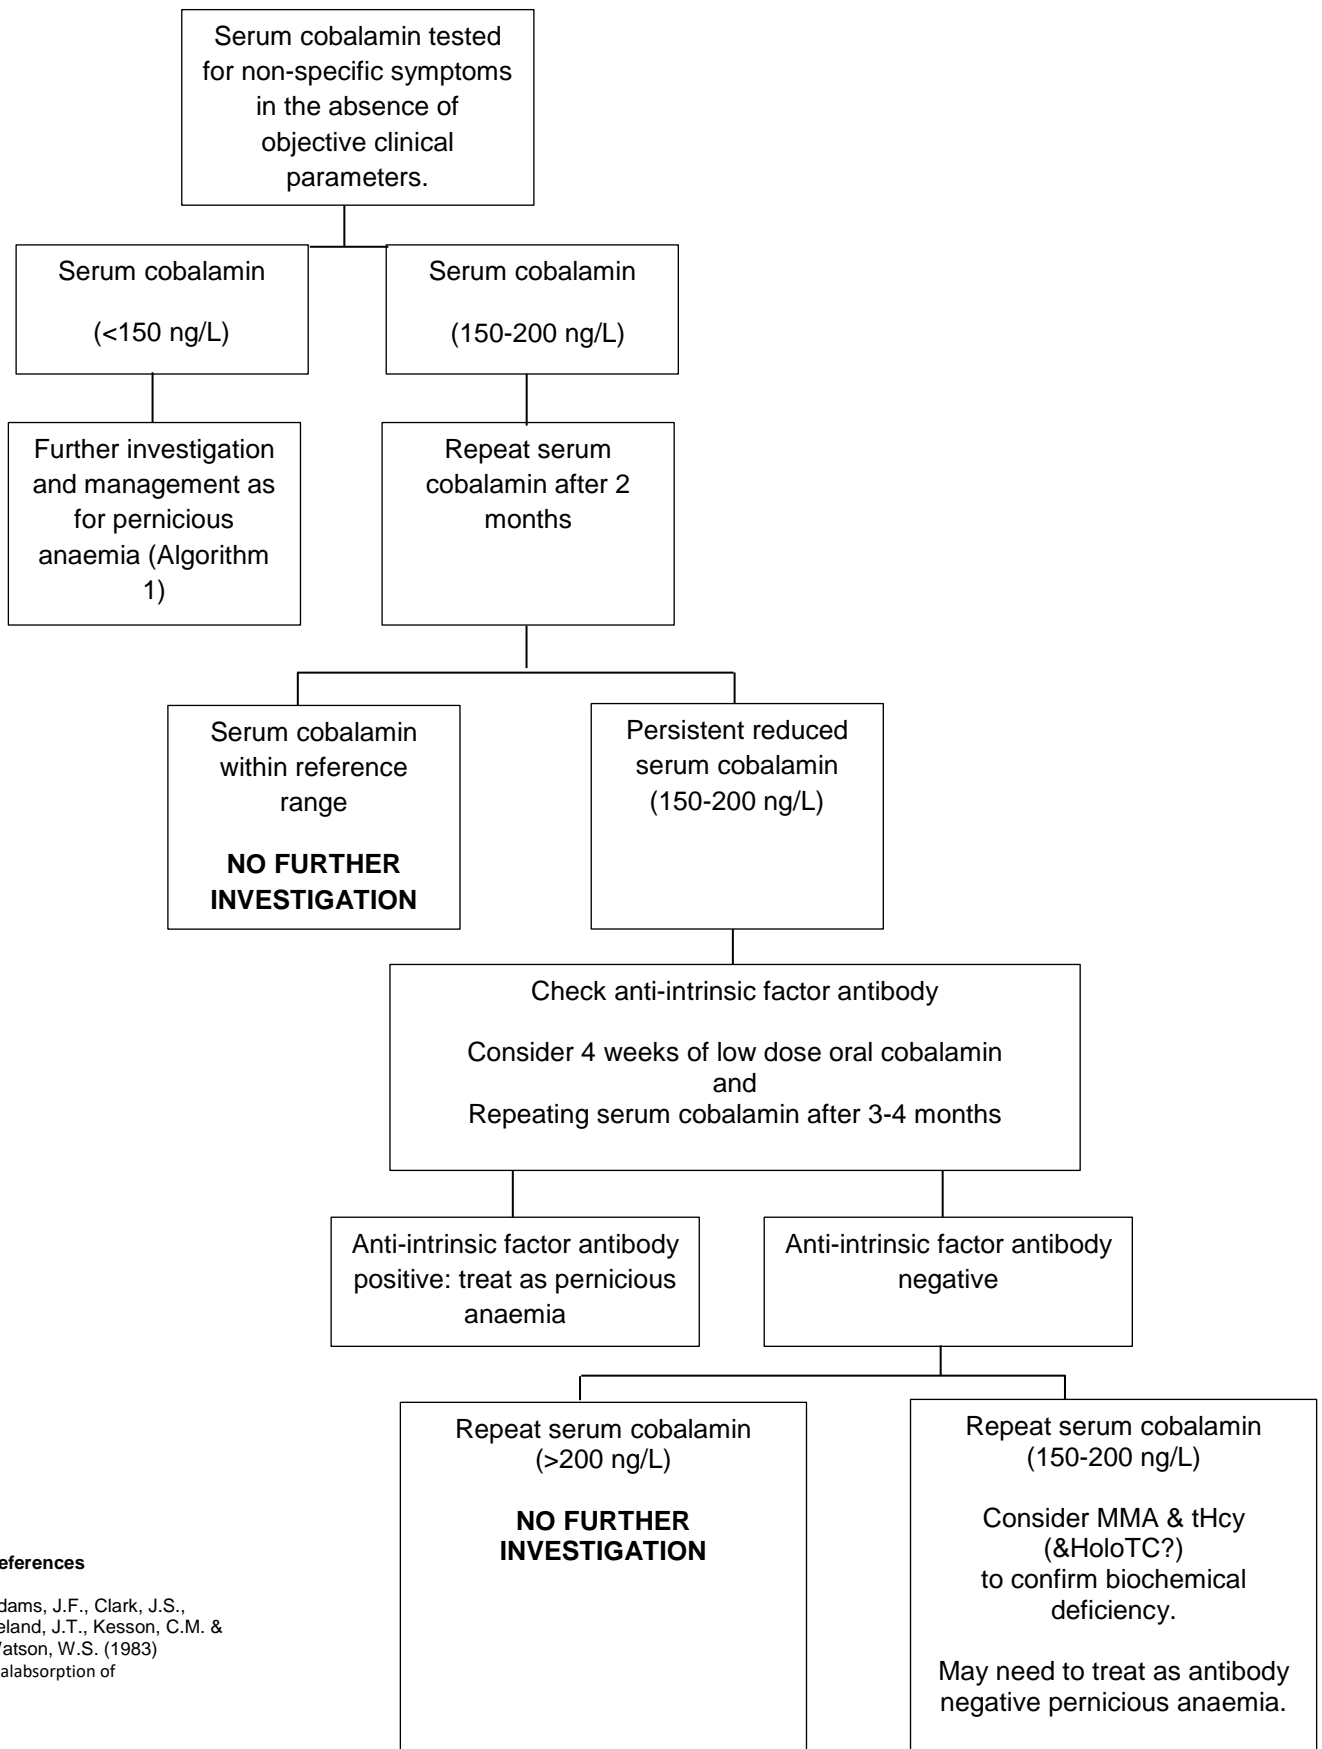 Serum cobalamin tested
for non-specific symptoms
in the absence of
objective clinical
parameters.
Serum cobalamin
(<150 ng/L)
Serum cobalamin
(150-200 ng/L)
Further investigation
and management as
for pernicious
anaemia (Algorithm
1)
Repeat serum
cobalamin after 2
months
Serum cobalamin
within reference
range
NO FURTHER
INVESTIGATION
Persistent reduced
serum cobalamin
(150-200 ng/L)
Check anti-intrinsic factor antibody
Consider 4 weeks of low dose oral cobalamin
and
Repeating serum cobalamin after 3-4 months
Anti-intrinsic factor antibody
positive: treat as pernicious
anaemia
Anti-intrinsic factor antibody
negative
Repeat serum cobalamin
(>200 ng/L)
NO FURTHER
INVESTIGATION
Repeat serum cobalamin
(150-200 ng/L)
Consider MMA & tHcy
(&HoloTC?)
to confirm biochemical
deficiency.
May need to treat as antibody
negative pernicious anaemia.
eferences
dams, J.F., Clark, J.S.,
eland, J.T., Kesson, C.M. &
Watson, W.S. (1983)
alabsorption of